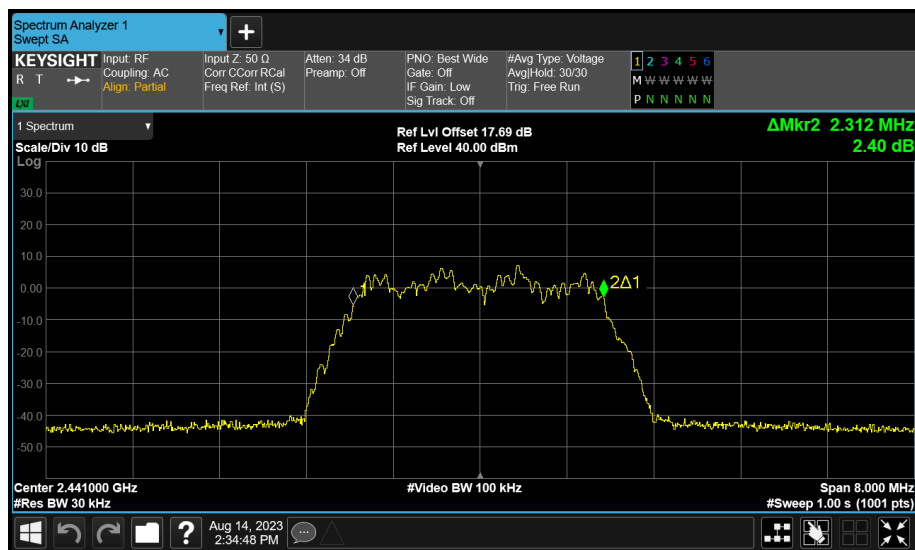 Spectrum Analyzer 1
Swept SA
+
KEYSIGHT
R T
LXI
Input: RF
Coupling: AC
Align: Partial
Input Z: 50 Ω
Corr CCorr RCal
Freq Ref: Int (S)
Atten: 34 dB
Preamp: Off
PNO: Best Wide
Gate: Off
IF Gain: Low
Sig Track: Off
#Avg Type: Voltage
Avg|Hold: 30/30
Trig: Free Run
1 2 3 4 5 6
M W W W W W
P N N N N N
1 Spectrum
Scale/Div 10 dB
Log
Ref Lvl Offset 17.69 dB
Ref Level 40.00 dBm
ΔMkr2 2.312 MHz
2.40 dB
30.0
20.0
10.0
0.00
-10.0
-20.0
-30.0
-40.0
-50.0
1
2Δ1
Center 2.441000 GHz
#Res BW 30 kHz
#Video BW 100 kHz
Span 8.000 MHz
#Sweep 1.00 s (1001 pts)
?
Aug 14, 2023
2:34:48 PM